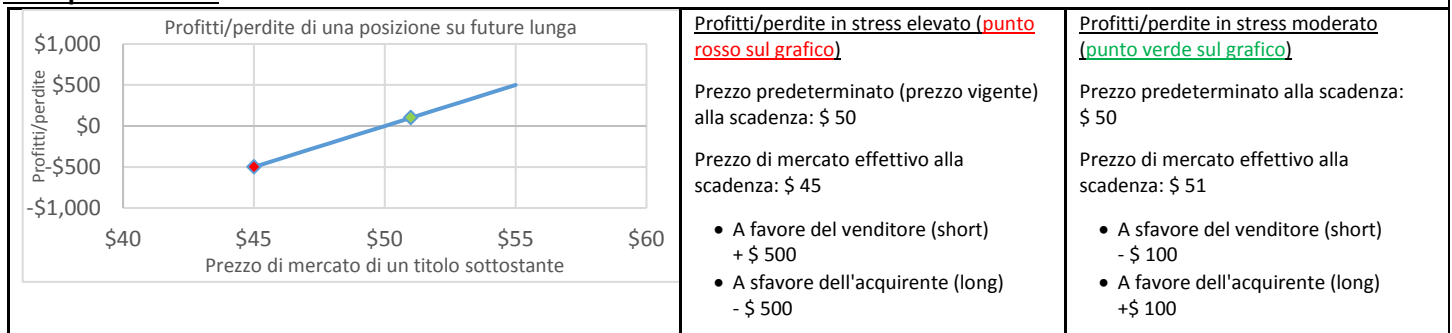 Profitti/perdite di una posizione su future lunga
$1,000
$500
$0
-$500
-$1,000
Profitti/perdite
$40
$45
$50
$55
$60
Prezzo di mercato di un titolo sottostante
Profitti/perdite in stress elevato (punto
rosso sul grafico)
Prezzo predeterminato (prezzo vigente)
alla scadenza: $ 50
Prezzo di mercato effettivo alla
scadenza: $ 45
• A favore del venditore (short)
+ $ 500
• A sfavore dell'acquirente (long)
- $ 500
Profitti/perdite in stress moderato
(punto verde sul grafico)
Prezzo predeterminato alla scadenza:
$ 50
Prezzo di mercato effettivo alla
scadenza: $ 51
• A sfavore del venditore (short)
- $ 100
• A favore dell'acquirente (long)
+$ 100